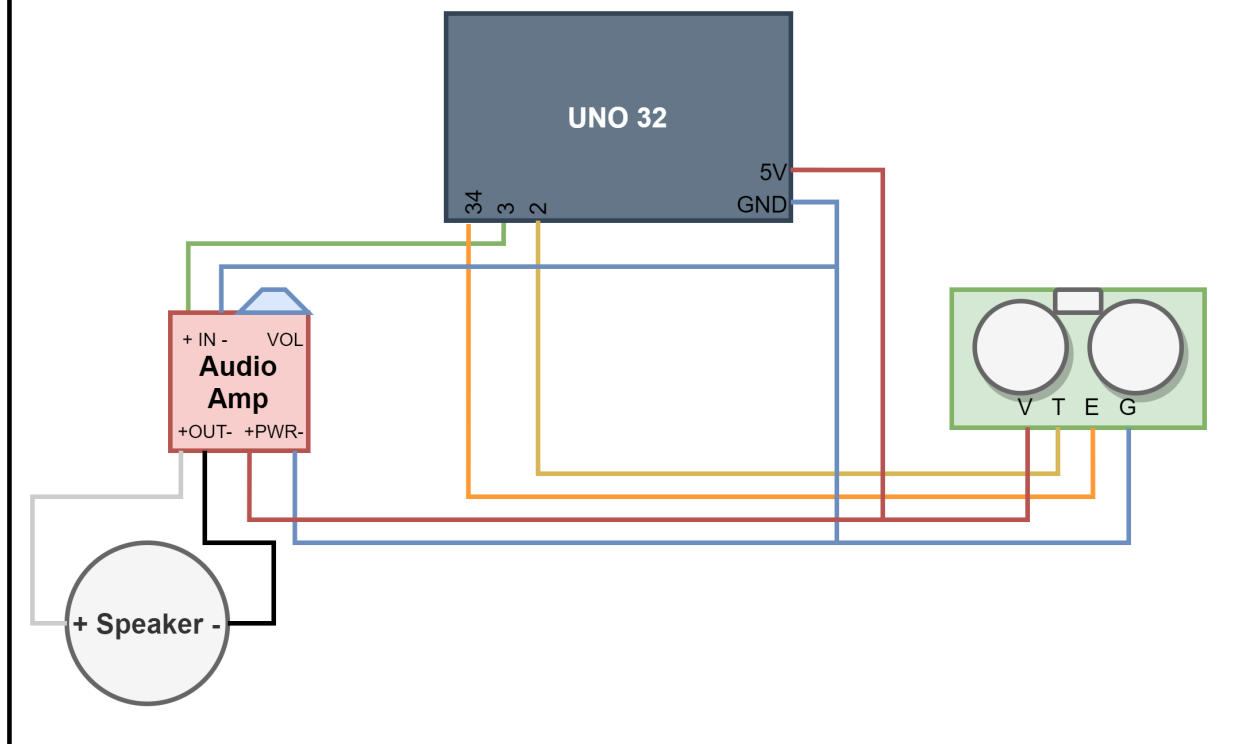 UNO 32
5V
GND
34 3 2
+ IN - VOL
Audio
Amp
+OUT- +PWR-
V T E G
+ Speaker -